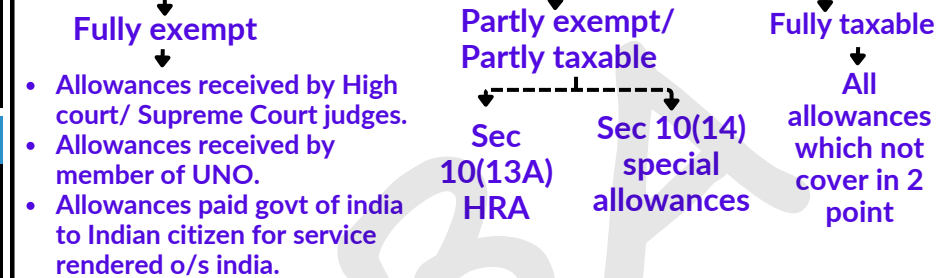 Fully exempt
• Allowances received by High
court/ Supreme Court judges.
• Allowances received by
member of UNO.
• Allowances paid govt of india
to Indian citizen for service
rendered o/s india.
Partly exempt/
Partly taxable
Sec
10(13A)
HRA
Sec 10(14)
special
allowances
Fully taxable
All
allowances
which not
cover in 2
point